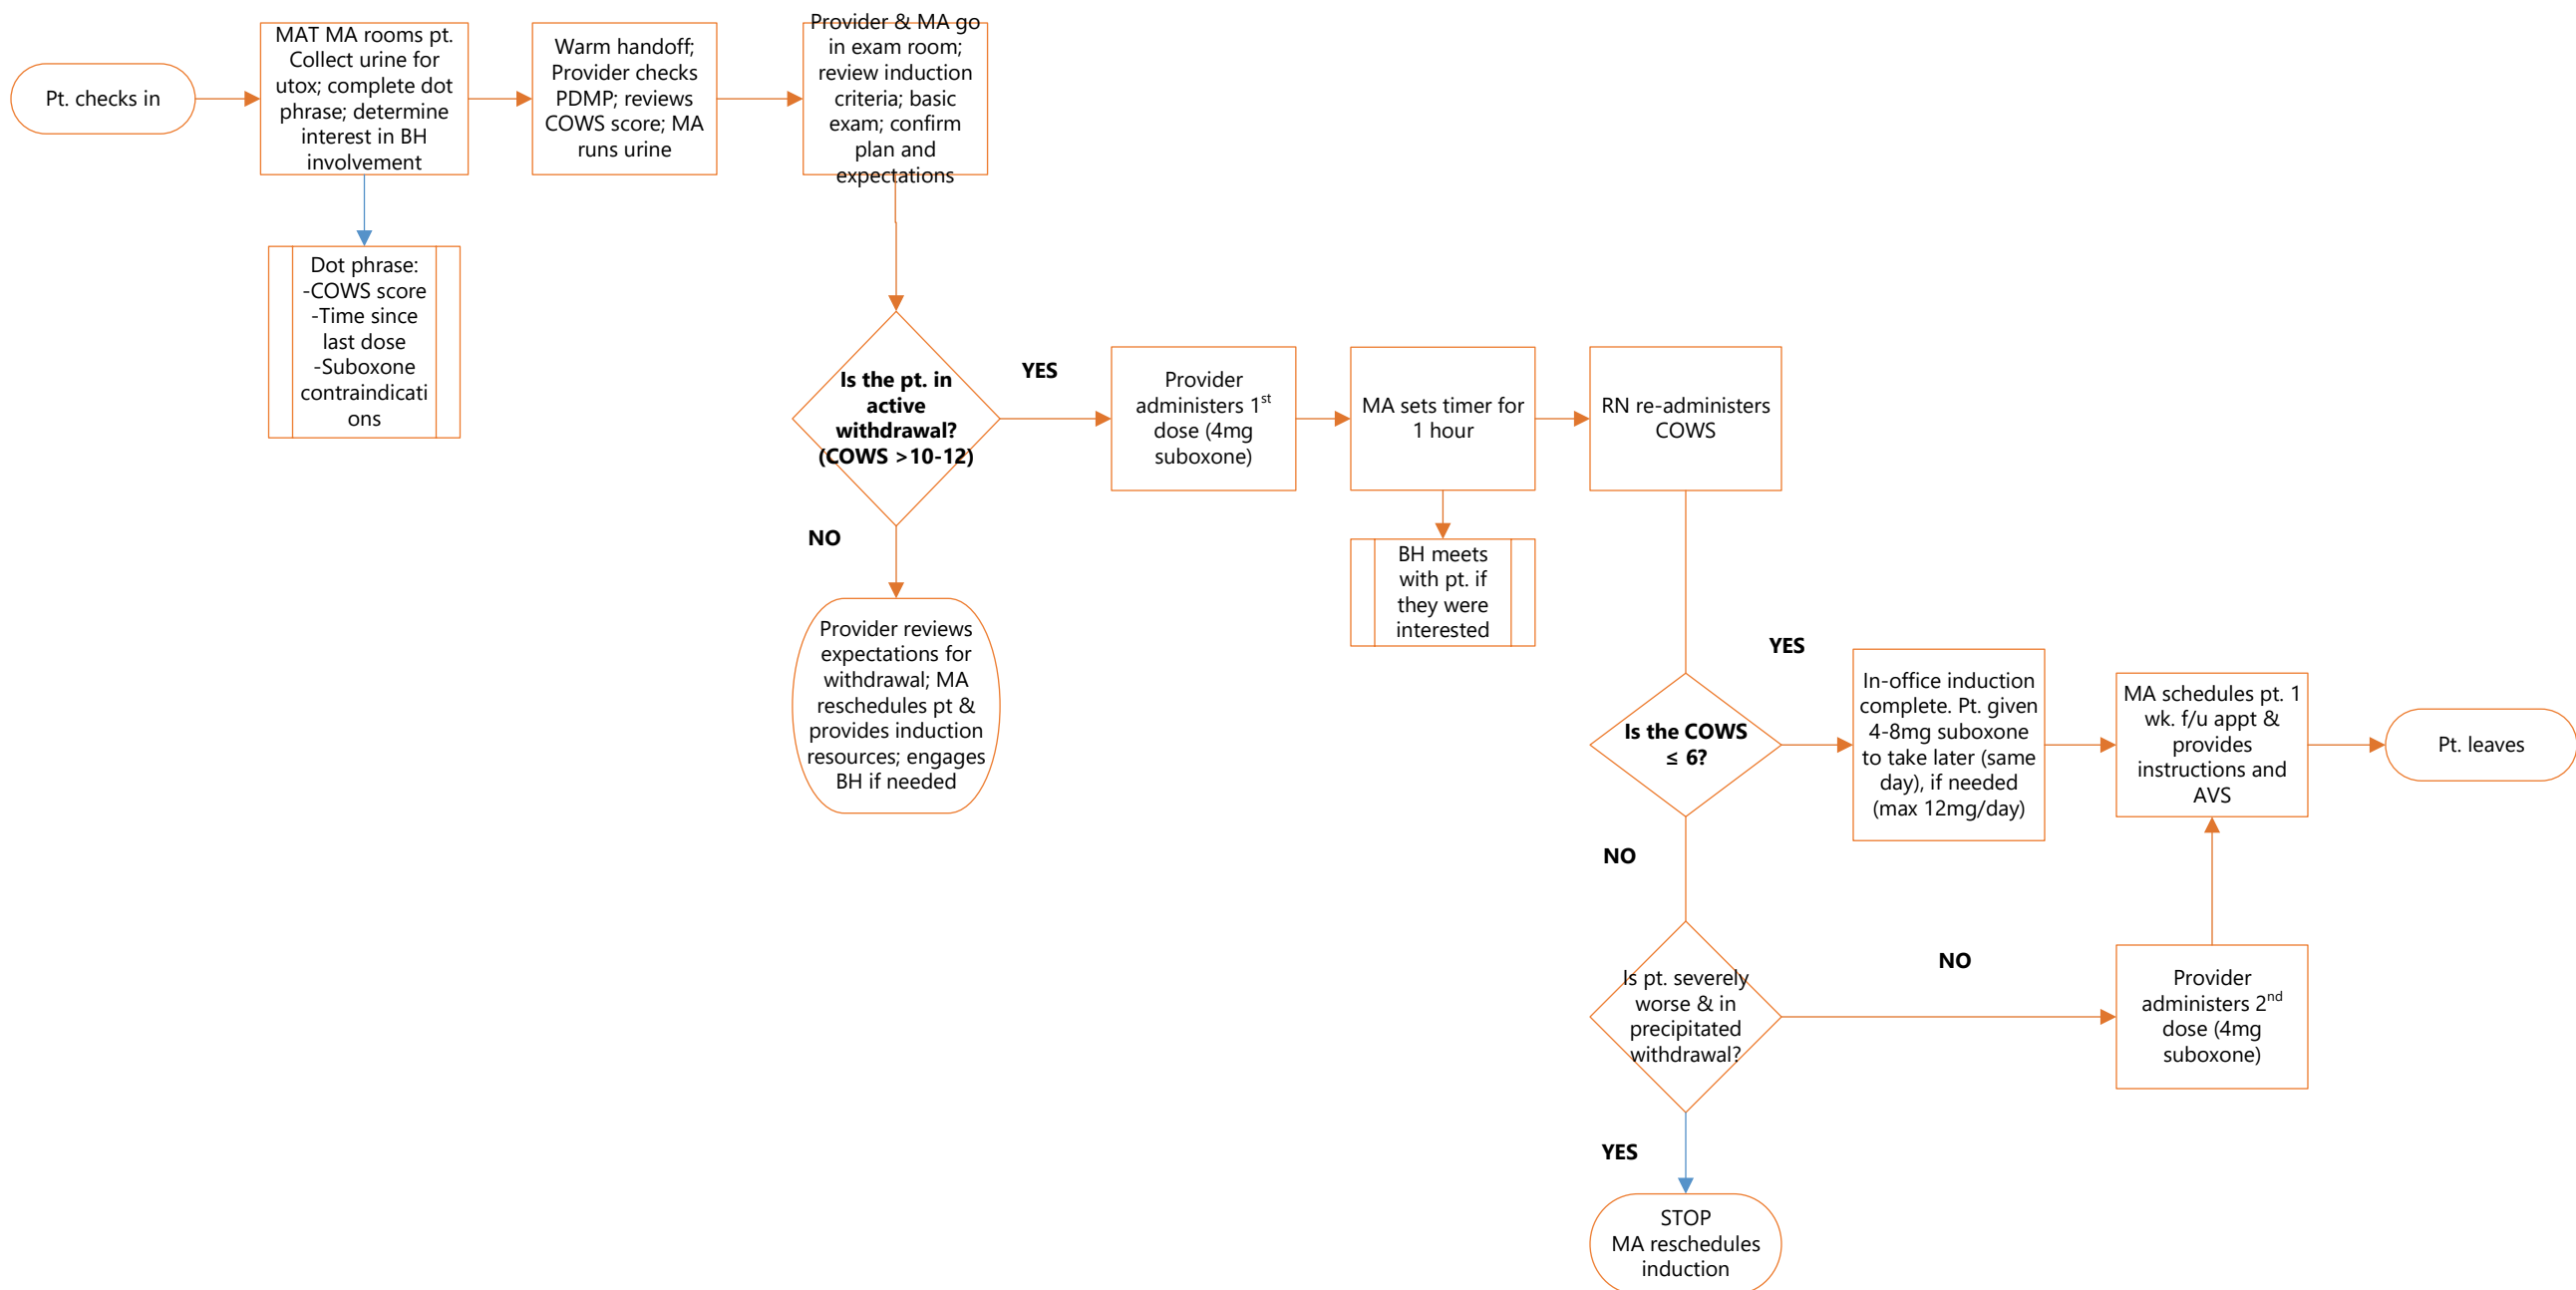 Pt. checks in
MAT MA rooms pt.
Collect urine for
utox; complete dot
phrase; determine
interest in BH
involvement
Warm handoff;
Provider checks
PDMP; reviews
COWS score; MA
runs urine
Provider & MA go
in exam room;
review induction
criteria; basic
exam; confirm
plan and
expectations
Dot phrase:
-COWS score
-Time since
last dose
-Suboxone
contraindicati
ons
Is the pt. in
active
withdrawal?
(COWS >10-12)
YES
Provider
administers 1st
dose (4mg
suboxone)
MA sets timer for
1 hour
RN re-administers
COWS
NO
Provider reviews
expectations for
withdrawal; MA
reschedules pt &
provides induction
resources; engages
BH if needed
BH meets
with pt. if
they were
interested
Is the COWS
≤ 6?
YES
In-office induction
complete. Pt. given
4-8mg suboxone
to take later (same
day), if needed
(max 12mg/day)
MA schedules pt. 1
wk. f/u appt &
provides
instructions and
AVS
Pt. leaves
NO
Is pt. severely
worse & in
precipitated
withdrawal?
NO
Provider
administers 2nd
dose (4mg
suboxone)
YES
STOP
MA reschedules
induction